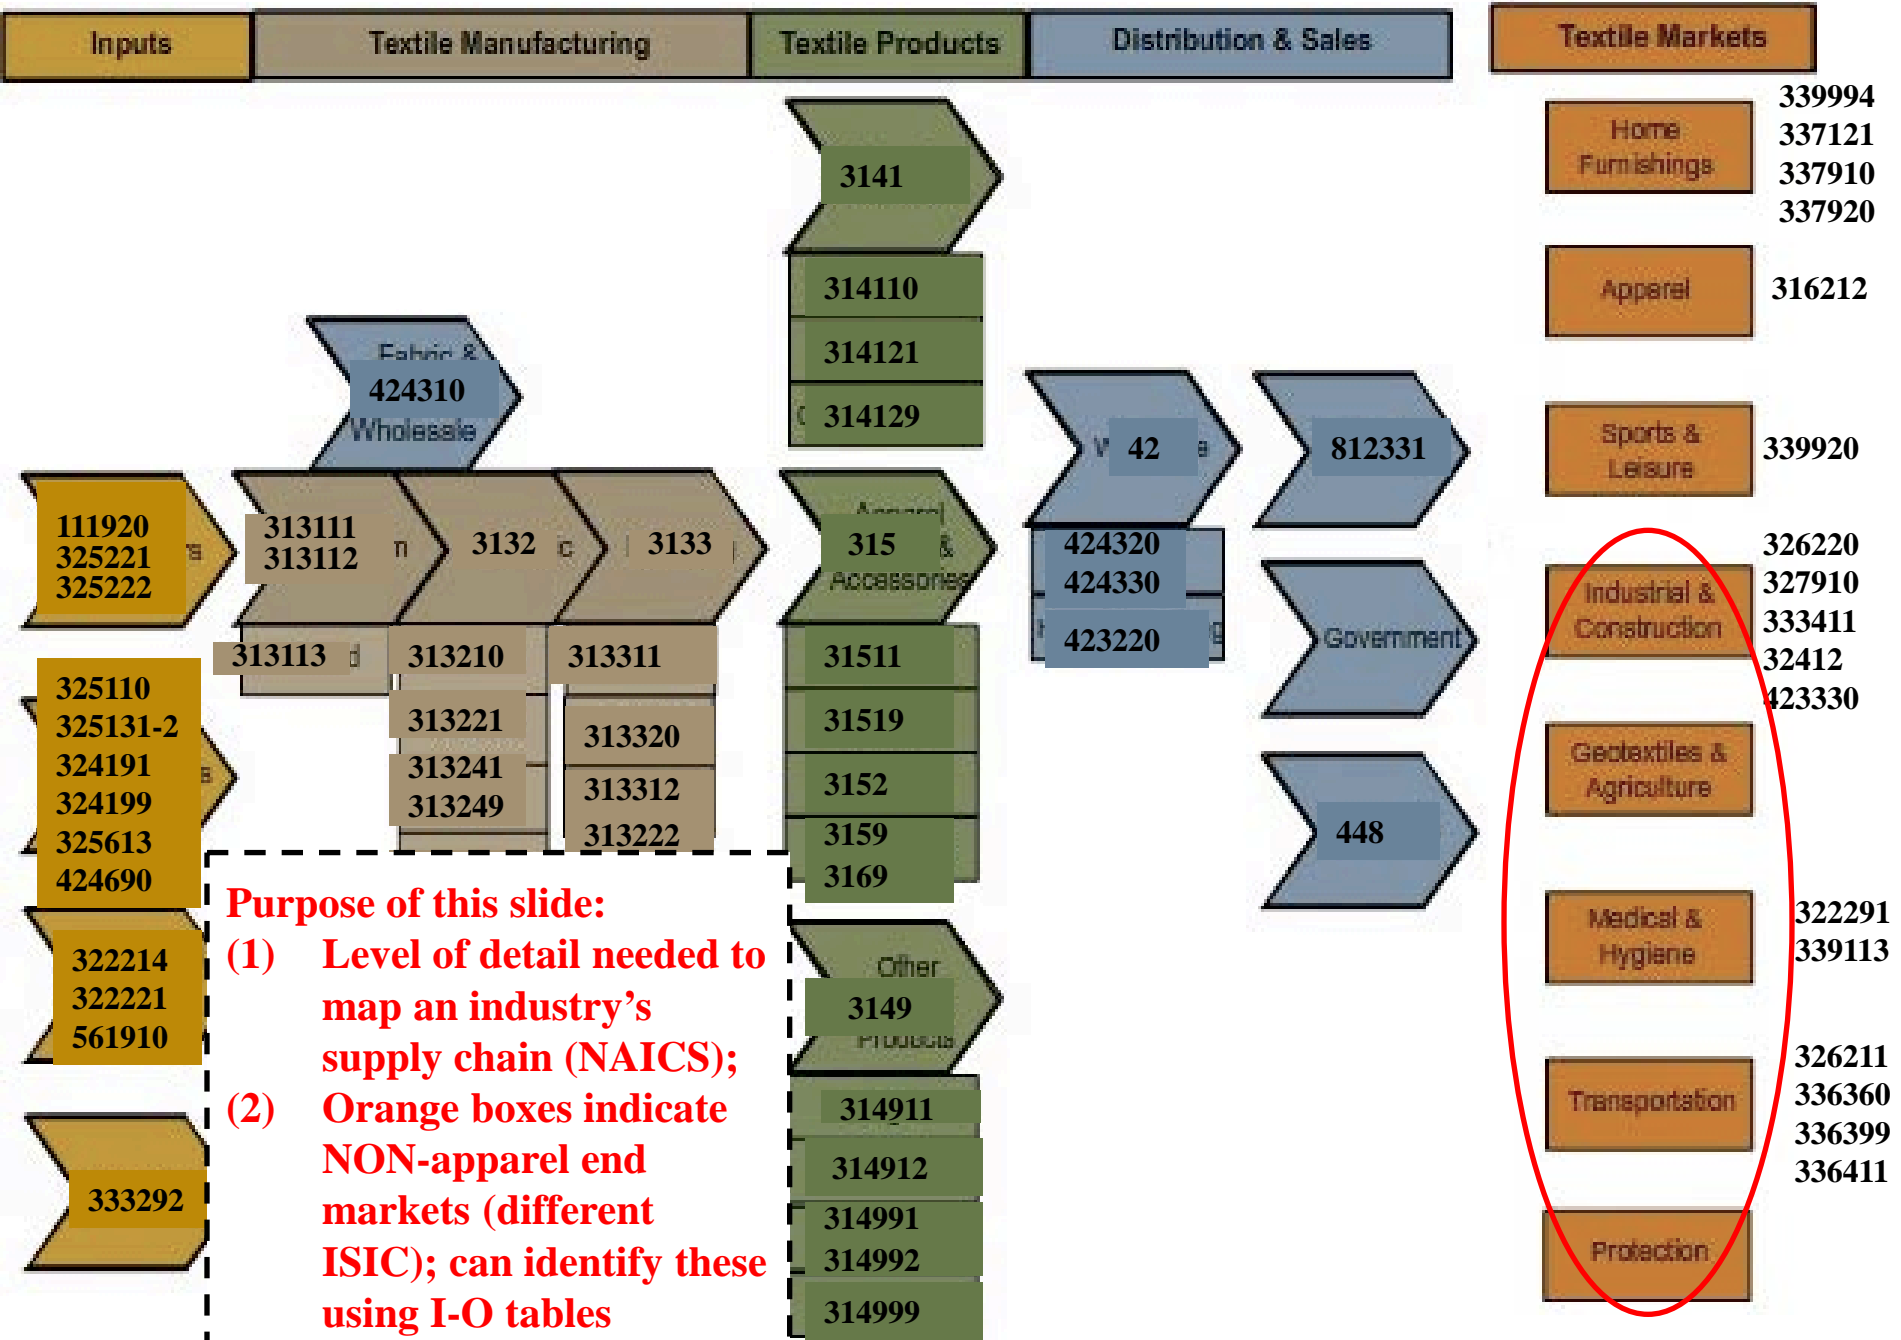 Inputs
Textile Manufacturing
Textile Products
Distribution & Sales
Textile Markets
3141
314110
314121
314129
Fabric &
424310
Wholesale
111920
325221
325222
313111
313112
3132
3133
313113
313210
313311
313221
313320
313241
313249
313312
313222
325110
325131-2
324191
324199
325613
424690
322214
322221
561910
333292
Apparel
315 &
Accessories
31511
31519
3152
3159
3169
Other
3149
Products
314911
314912
314991
314992
314999
42
424320
424330
423220
812331
Government
448
Home
Furnishings
339994
337121
337910
337920
Apparel
316212
Sports &
Leisure
339920
Industrial &
Construction
326220
327910
333411
32412
423330
Geotextiles &
Agriculture
Medical &
Hygiene
322291
339113
Transportation
326211
336360
336399
336411
Protection
Purpose of this slide:
(1) Level of detail needed to
map an industry’s
supply chain (NAICS);
(2) Orange boxes indicate
NON-apparel end
markets (different
ISIC); can identify these
using I-O tables